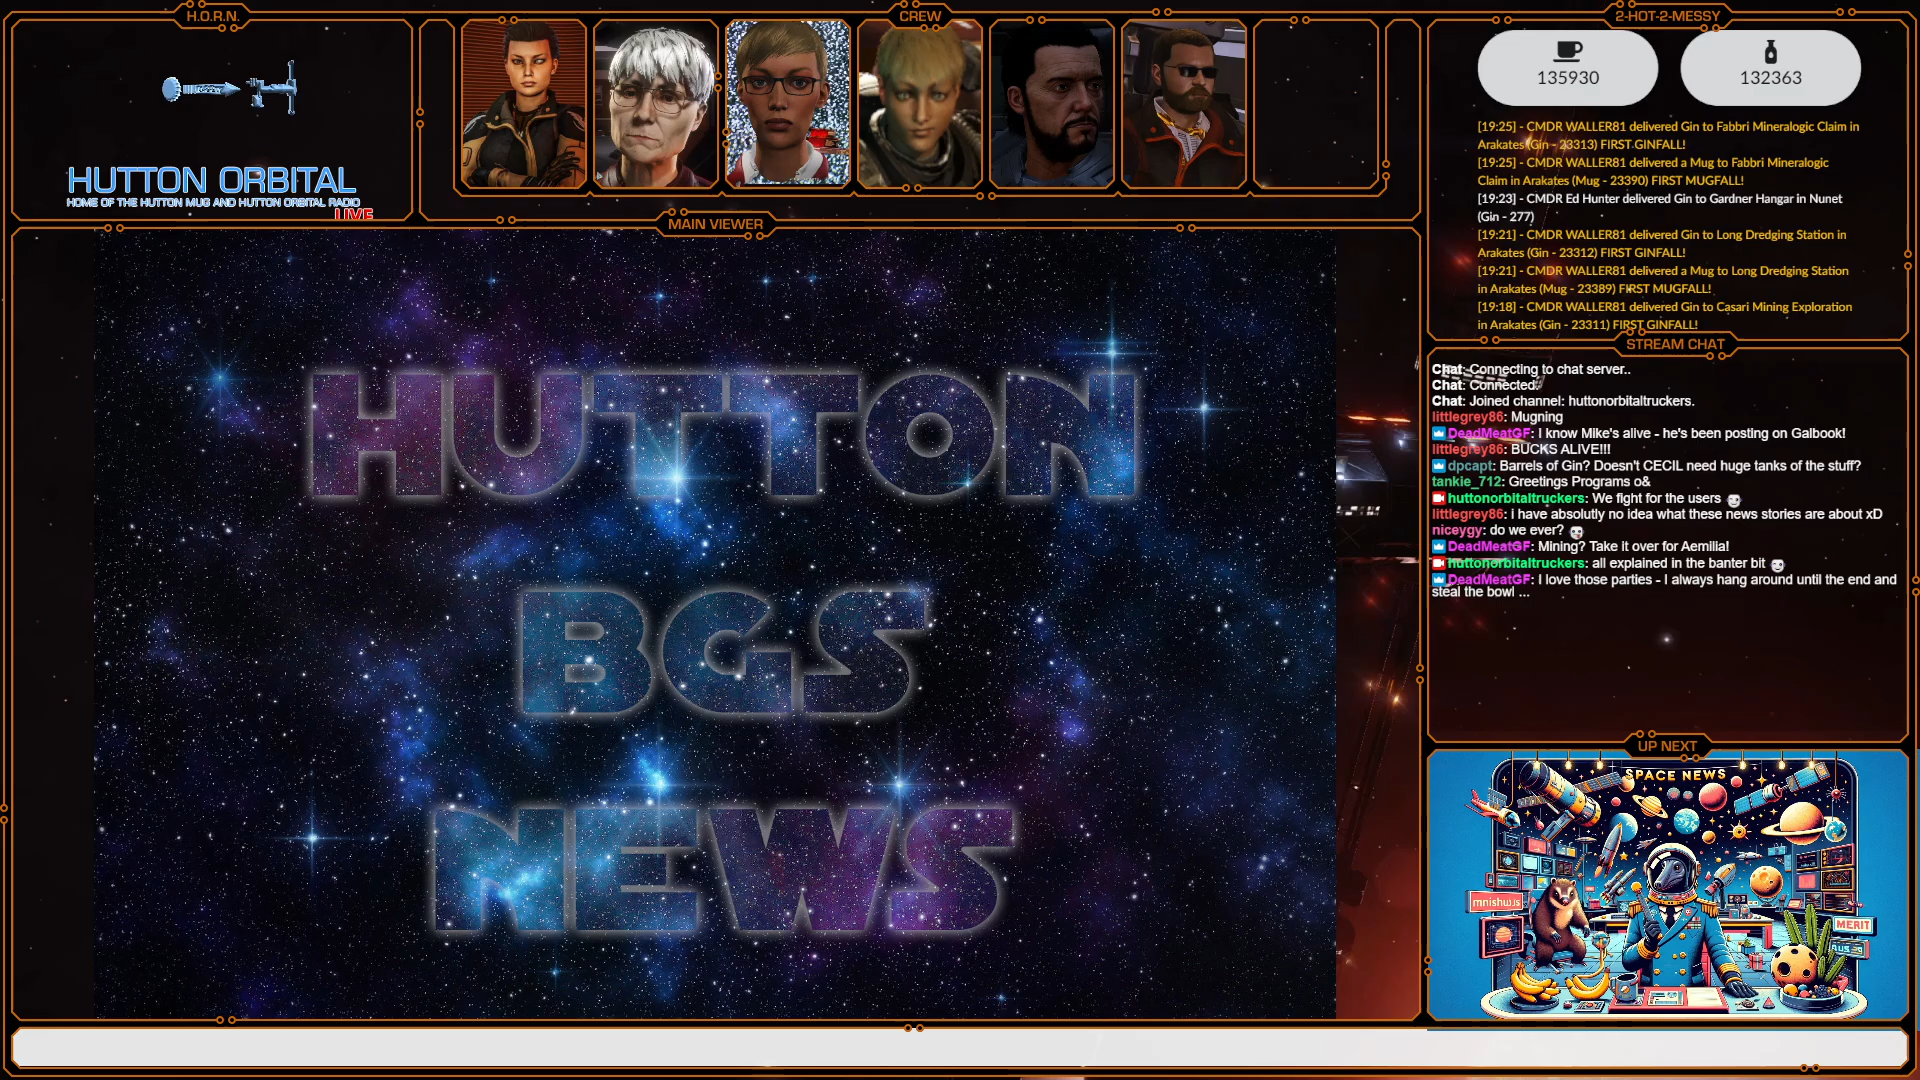 H.O.R.N.
HUTTON ORBITAL
HOME OF THE HUTTON MUG AND HUTTON ORBITAL RADIO
LIVE
CREW
MAIN VIEWER
HUTTON
BGS
NEWS
2-HOT-2-MESSY
135930
132363
[19:25] - CMDR WALLER81 delivered Gin to Fabbri Mineralogic Claim in
Arakates (Gin - 23313) FIRST GINFALL!
[19:25] - CMDR WALLER81 delivered a Mug to Fabbri Mineralogic
Claim in Arakates (Mug - 23390) FIRST MUGFALL!
[19:23] - CMDR Ed Hunter delivered Gin to Gardner Hangar in Nunet
(Gin - 277)
[19:21] - CMDR WALLER81 delivered Gin to Long Dredging Station in
Arakates (Gin - 23312) FIRST GINFALL!
[19:21] - CMDR WALLER81 delivered a Mug to Long Dredging Station
in Arakates (Mug - 23389) FIRST MUGFALL!
[19:18] - CMDR WALLER81 delivered Gin to Casari Mining Exploration
in Arakates (Gin - 23311) FIRST GINFALL!
STREAM CHAT
Chat: Connecting to chat server..
Chat: Connected.
Chat: Joined channel: huttonorbitaltruckers.
littlegrey86: Mugning
DeadMeatGF: I know Mike's alive - he's been posting on Galbook!
littlegrey86: BUCKS ALIVE!!!
dpcapt: Barrels of Gin? Doesn't CECIL need huge tanks of the stuff?
tankie_712: Greetings Programs o&
huttonorbitaltruckers: We fight for the users
littlegrey86: i have absolutly no idea what these news stories are about xD
niceygy: do we ever?
DeadMeatGF: Mining? Take it over for Aemilia!
huttonorbitaltruckers: all explained in the banter bit
DeadMeatGF: I love those parties - I always hang around until the end and
steal the bowl ...
UP NEXT
SPACE NEWS
mnishuis
MERIT